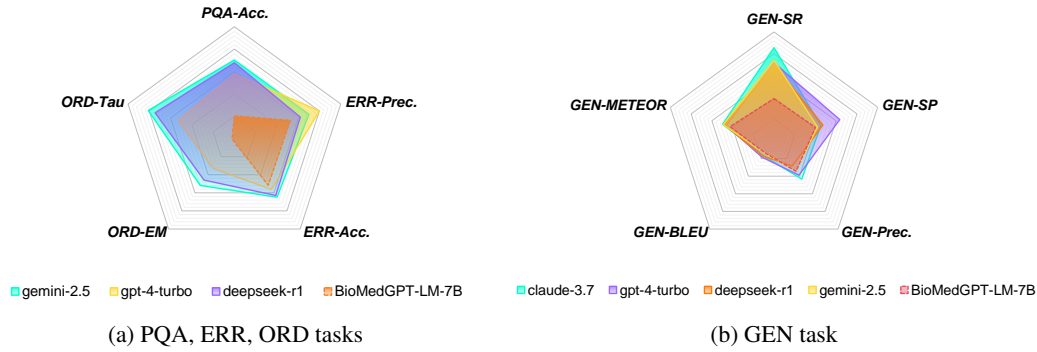 PQA-Acc.
ORD-Tau
ERR-Prec.
ORD-EM
ERR-Acc.
gemini-2.5 gpt-4-turbo deepseek-r1 BioMedGPT-LM-7B
(a) PQA, ERR, ORD tasks
GEN-SR
GEN-METEOR
GEN-SP
GEN-BLEU
GEN-Prec.
claude-3.7 gpt-4-turbo deepseek-r1 gemini-2.5 BioMedGPT-LM-7B
(b) GEN task